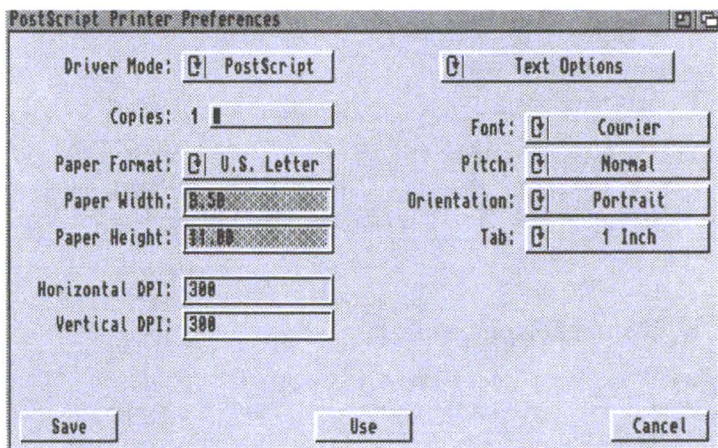 PostScript Printer Preferences
Driver Mode: PostScript
Text Options
Copies: 1
Font: Courier
Paper Format: U.S. Letter
Pitch: Normal
Paper Width: 8.50
Orientation: Portrait
Paper Height: 11.00
Tab: 1 Inch
Horizontal DPI: 300
Vertical DPI: 300
Save
Use
Cancel